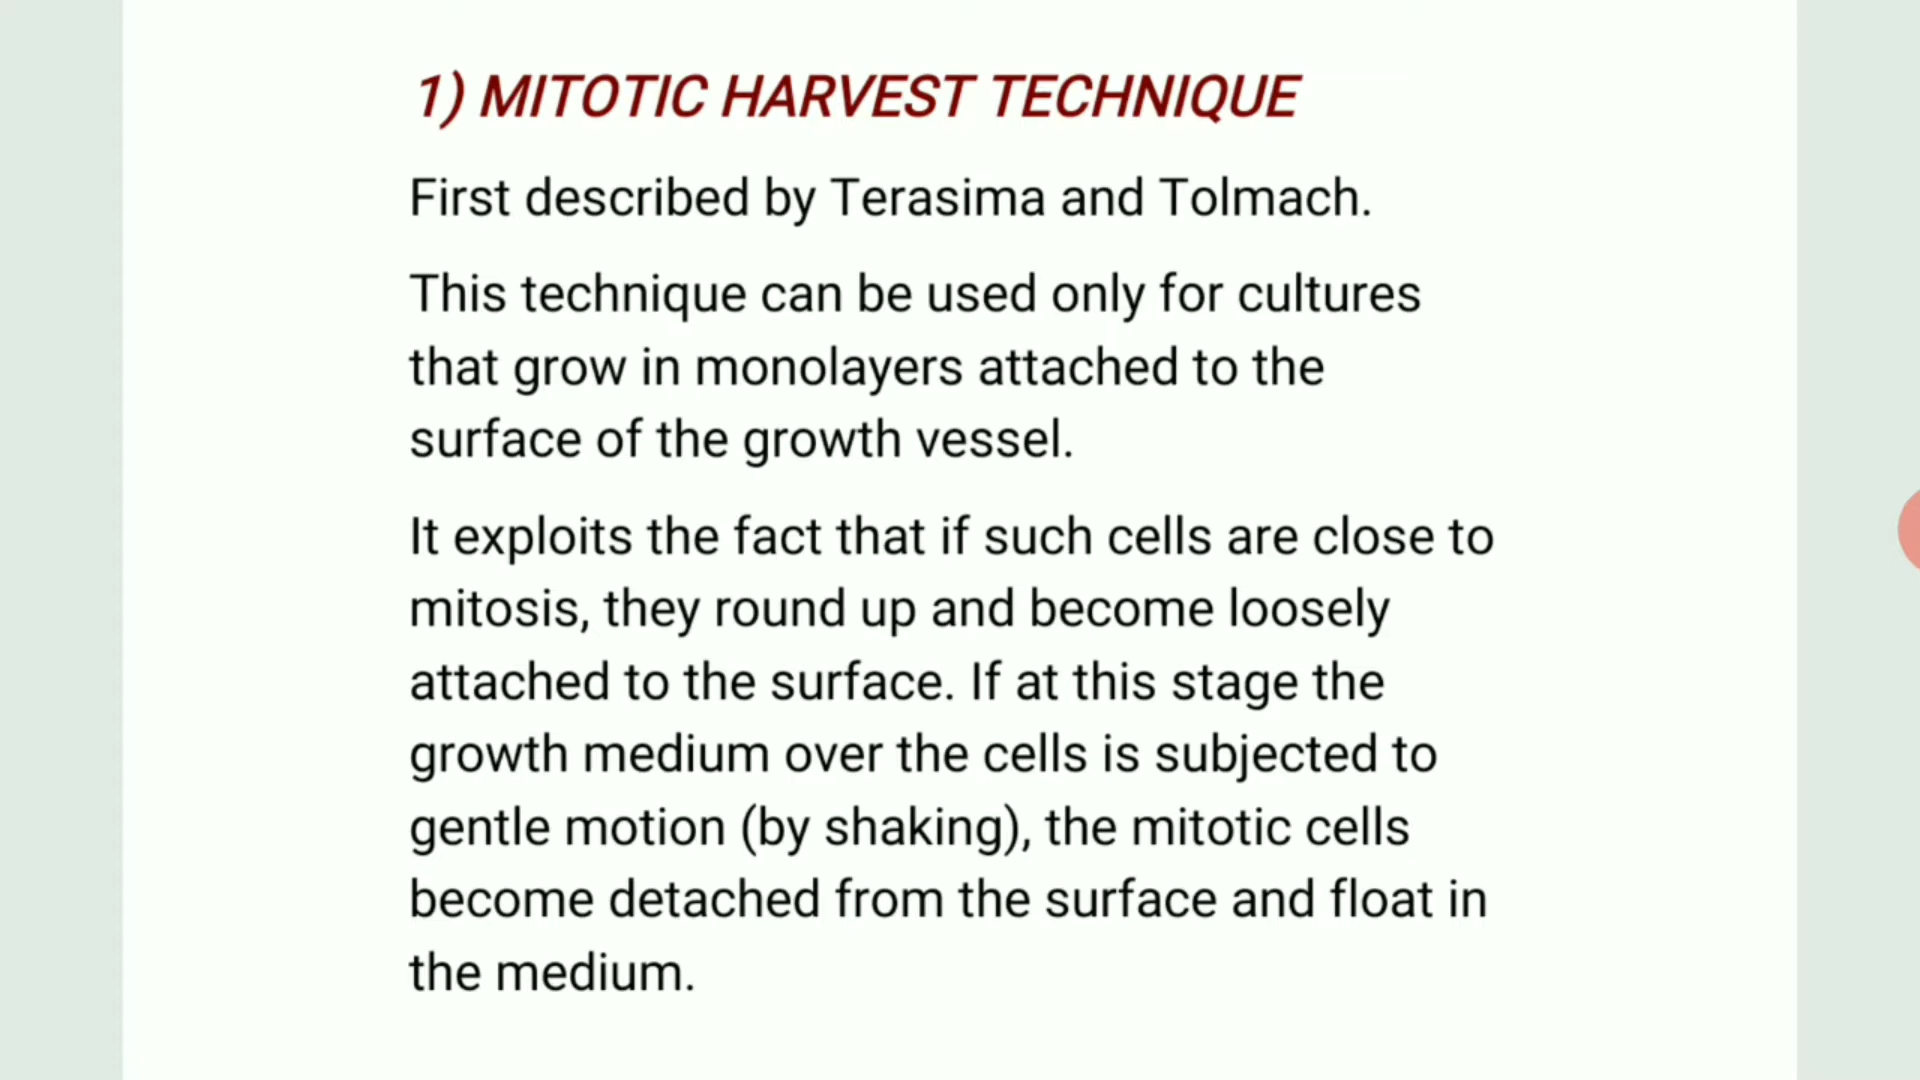 1) MITOTIC HARVEST TECHNIQUE
First described by Terasima and Tolmach.
This technique can be used only for cultures
that grow in monolayers attached to the
surface of the growth vessel.
It exploits the fact that if such cells are close to
mitosis, they round up and become loosely
attached to the surface. If at this stage the
growth medium over the cells is subjected to
gentle motion (by shaking), the mitotic cells
become detached from the surface and float in
the medium.